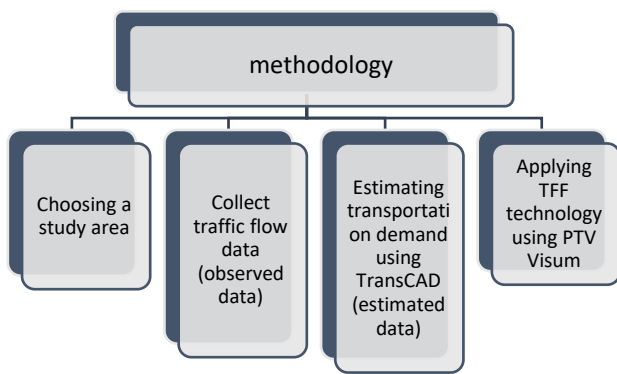 methodology
Choosing a
study area
Collect
traffic flow
data
(observed
data)
Estimating
transportati
on demand
using
TransCAD
(estimated
data)
Applying
TFF
technology
using PTV
Visum